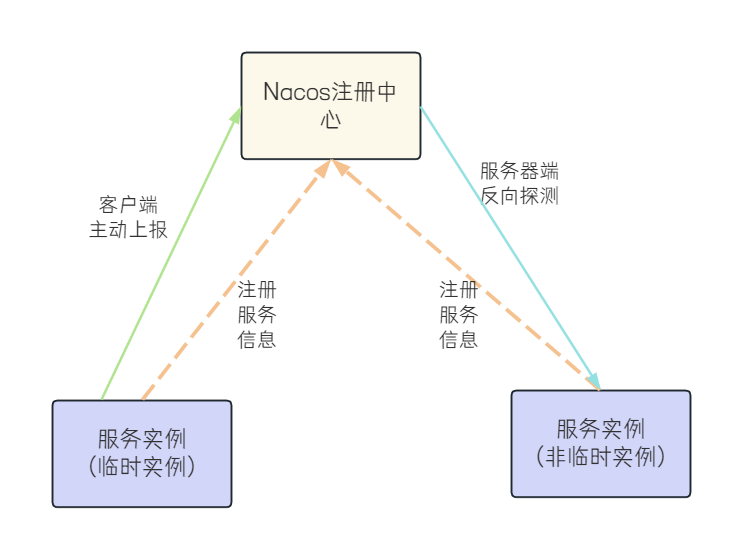 Nacos注册中
心
服务器端
反向探测
客户端
主动上报
注册
服务
信息
注册
服务
信息
服务实例
（临时实例）
服务实例
（非临时实例）